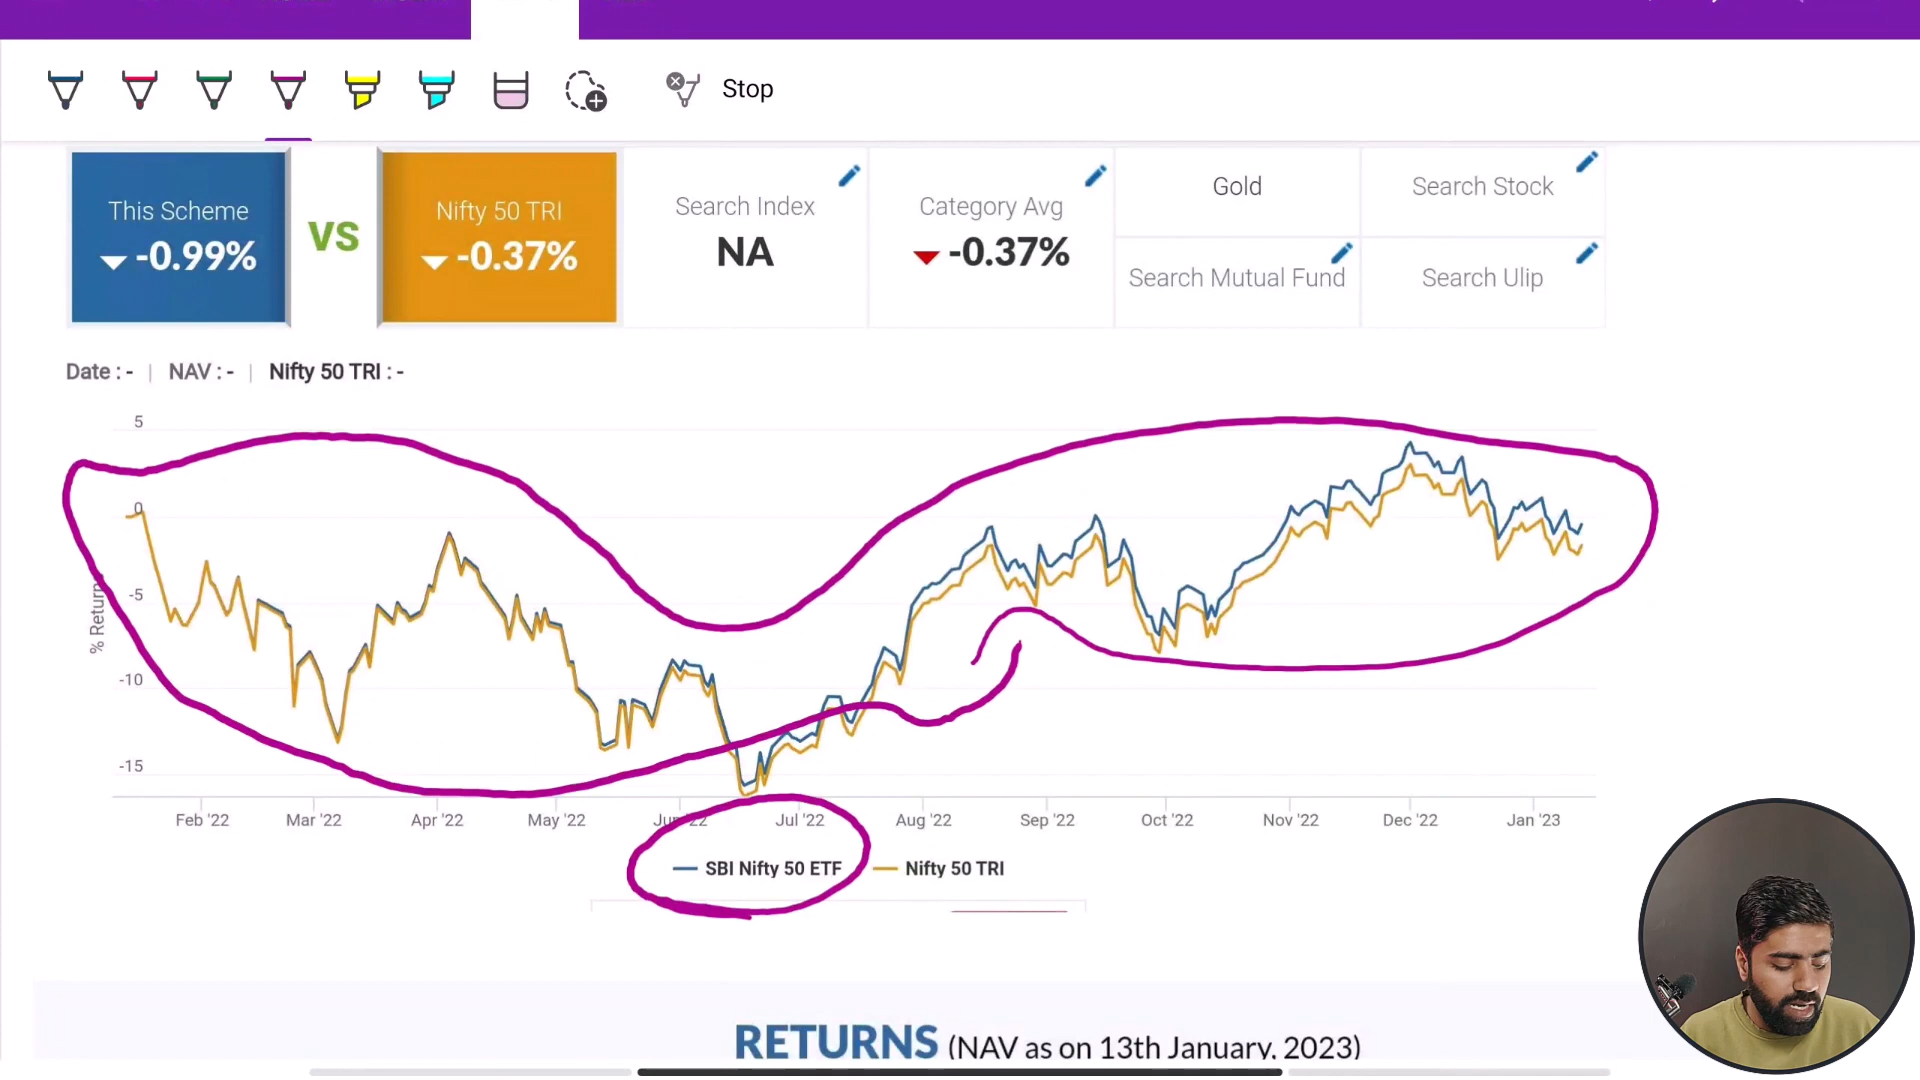 Stop
This Scheme
-0.99%
VS
Nifty 50 TRI
-0.37%
Search Index
NA
Category Avg
-0.37%
Gold
Search Stock
Search Mutual Fund
Search Ulip
Date : - | NAV : - | Nifty 50 TRI : -
5
0
-5
-10
-15
% Return
Feb '22 Mar '22 Apr '22 May '22 Jun '22 Jul '22 Aug '22 Sep '22 Oct '22 Nov '22 Dec '22 Jan '23
SBI Nifty 50 ETF Nifty 50 TRI
RETURNS (NAV as on 13th January, 2023)